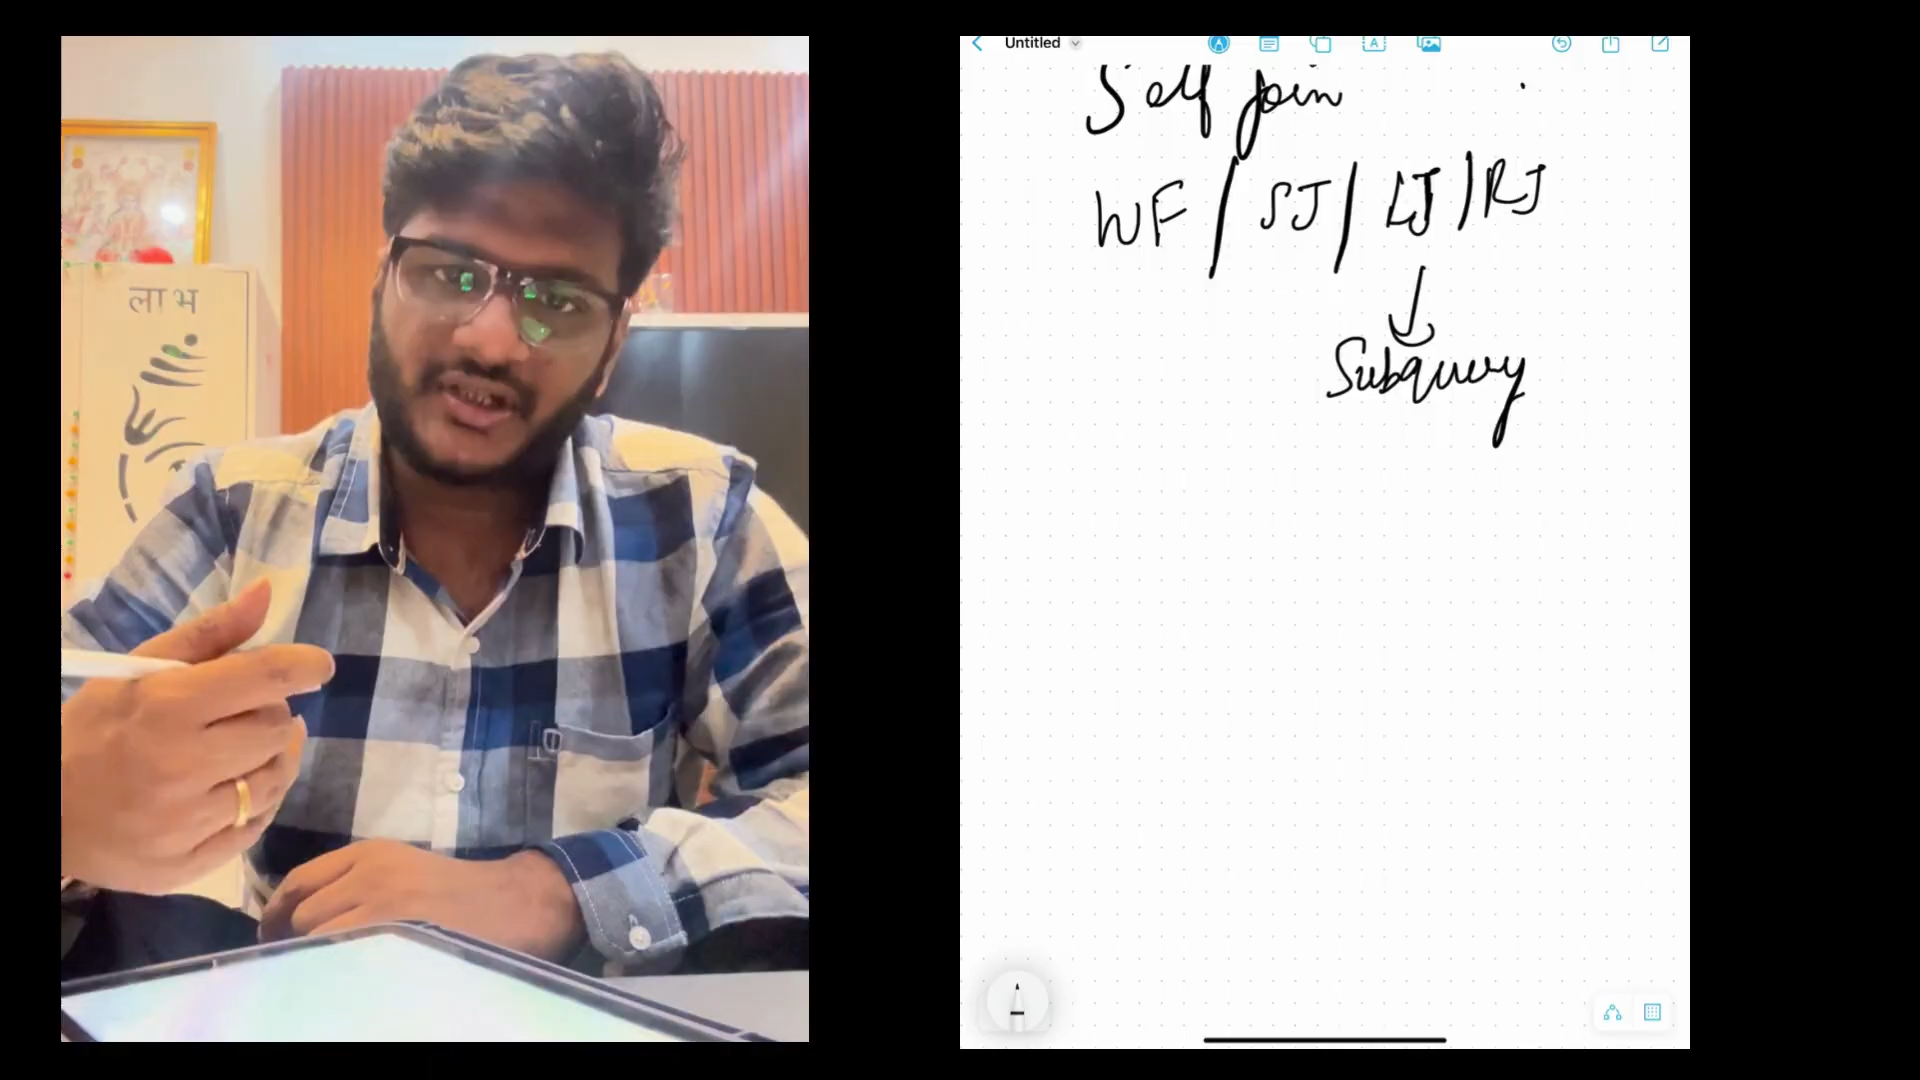 लाभ
Untitled
Self join
WF / SJ / LJ / RJ
Subquery